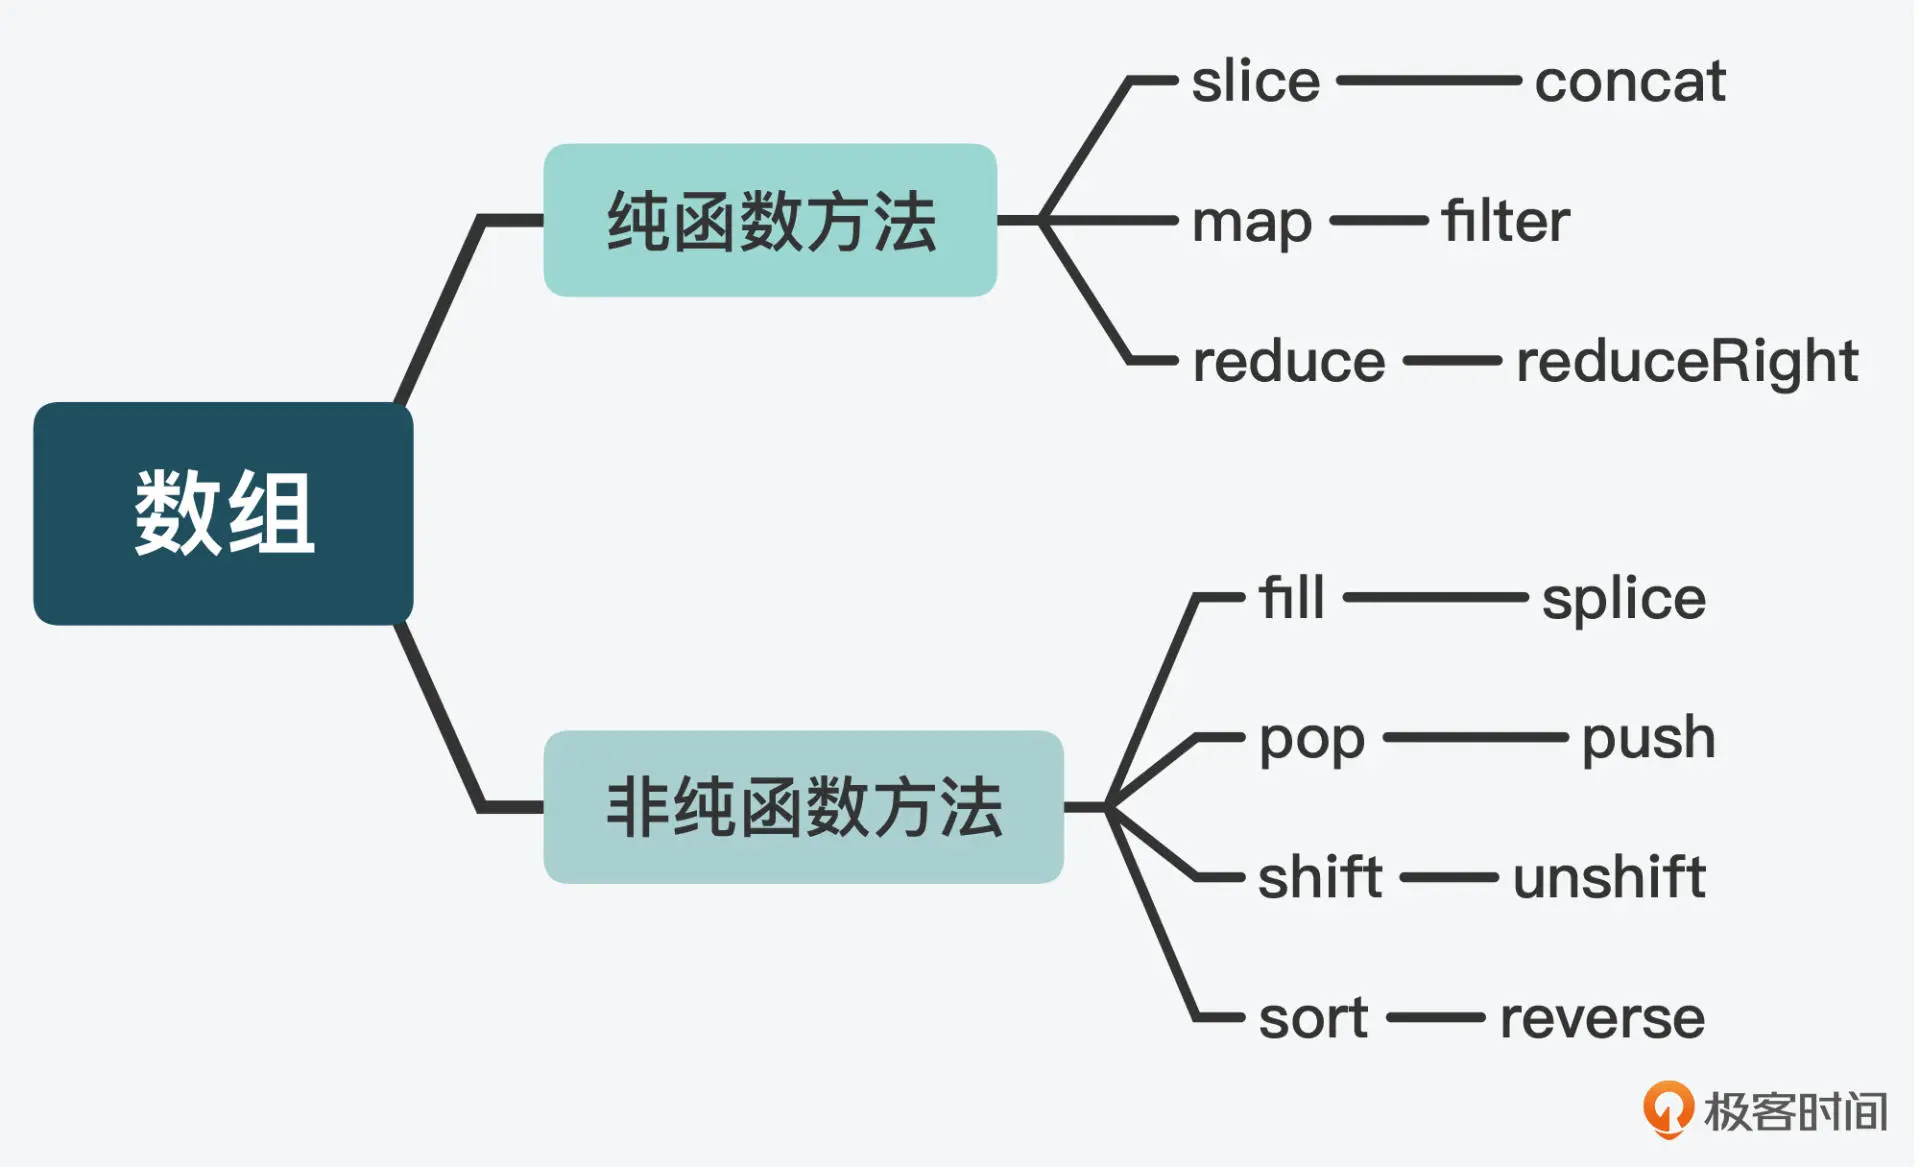 slice concat
纯函数方法
map filter
reduce reduceRight
数组
fill splice
pop push
非纯函数方法
shift unshift
sort reverse
极客时间